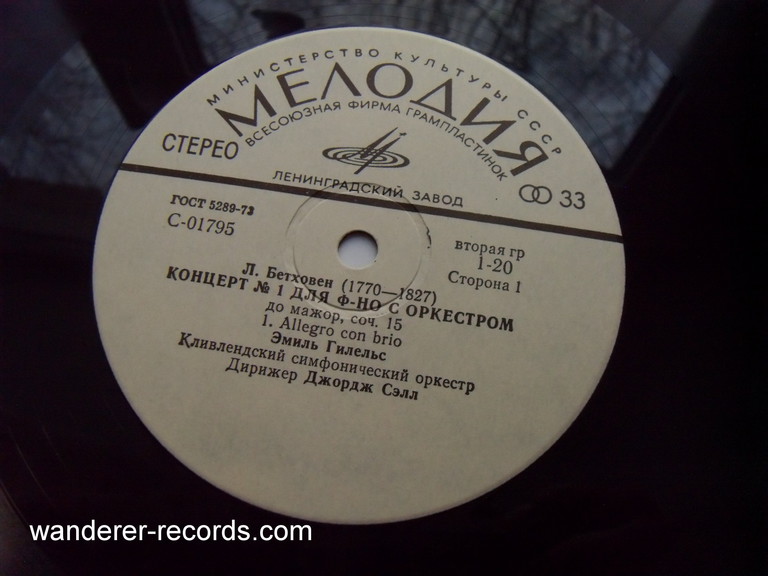 МИНИСТЕРСТВО КУЛЬТУРЫ СССР
МЕЛОДИЯ
ВСЕСОЮЗНАЯ ФИРМА ГРАМПЛАСТИНОК
СТЕРЕО
ЛЕНИНГРАДСКИЙ ЗАВОД
33
ГОСТ 5289-73
С-01795
вторая гр
1-20
Сторона 1
Л. Бетховен (1770—1827)
КОНЦЕРТ № 1 ДЛЯ Ф-НО С ОРКЕСТРОМ
до мажор, соч. 15
1. Allegro con brio
Эмиль Гилельс
Кливлендский симфонический оркестр
Дирижер Джордж Сэлл
wanderer-records.com